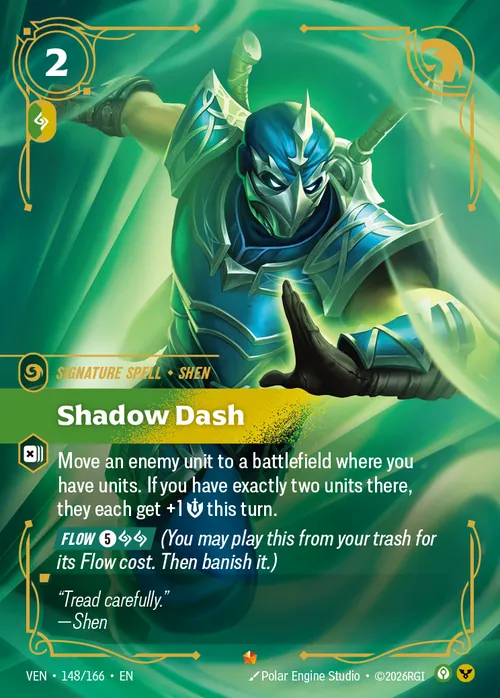 2
SIGNATURE SPELL • SHEN
Shadow Dash
Move an enemy unit to a battlefield where you
have units. If you have exactly two units there,
they each get +1 this turn.
FLOW 5 (You may play this from your trash for
its Flow cost. Then banish it.)
“Tread carefully.”
—Shen
VEN • 148/166 • EN
Polar Engine Studio • ©2026RGI